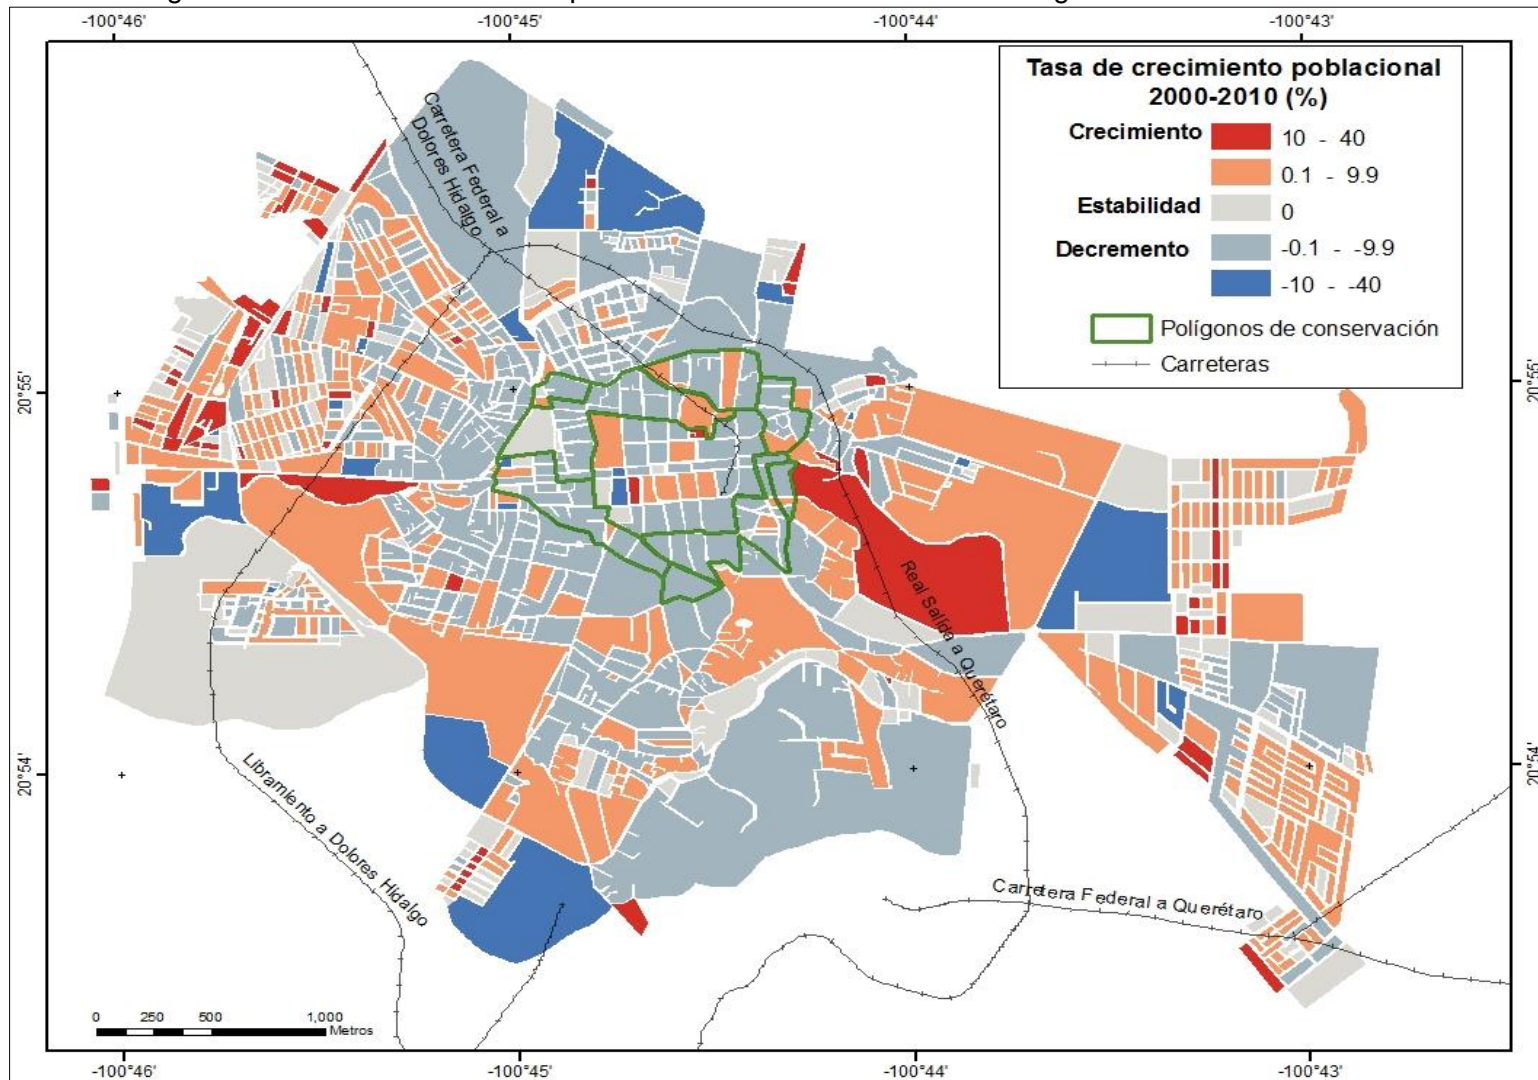 -100°46'
-100°45'
-100°44'
-100°43'
Tasa de crecimiento poblacional
2000-2010 (%)
Crecimiento
10 - 40
0.1 - 9.9
Estabilidad
0
Decremento
-0.1 - -9.9
-10 - -40
Polígonos de conservación
Carreteras
Carretera Federal a
Dolores Hidalgo
20°55'
20°55'
Real Salida a Querétaro
20°54'
20°54'
Libramiento a Dolores Hidalgo
Carretera Federal a Querétaro
0 250 500 1,000
Metros
-100°46'
-100°45'
-100°44'
-100°43'